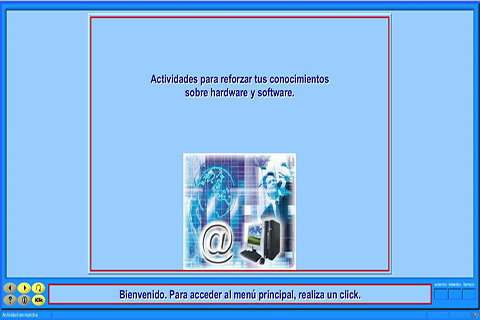 Actividades para reforzar tus conocimientos
sobre hardware y software.
@
Klic
Bienvenido. Para acceder al menú principal, realiza un click.
aciertos intentos tiempo
Actividad en marcha